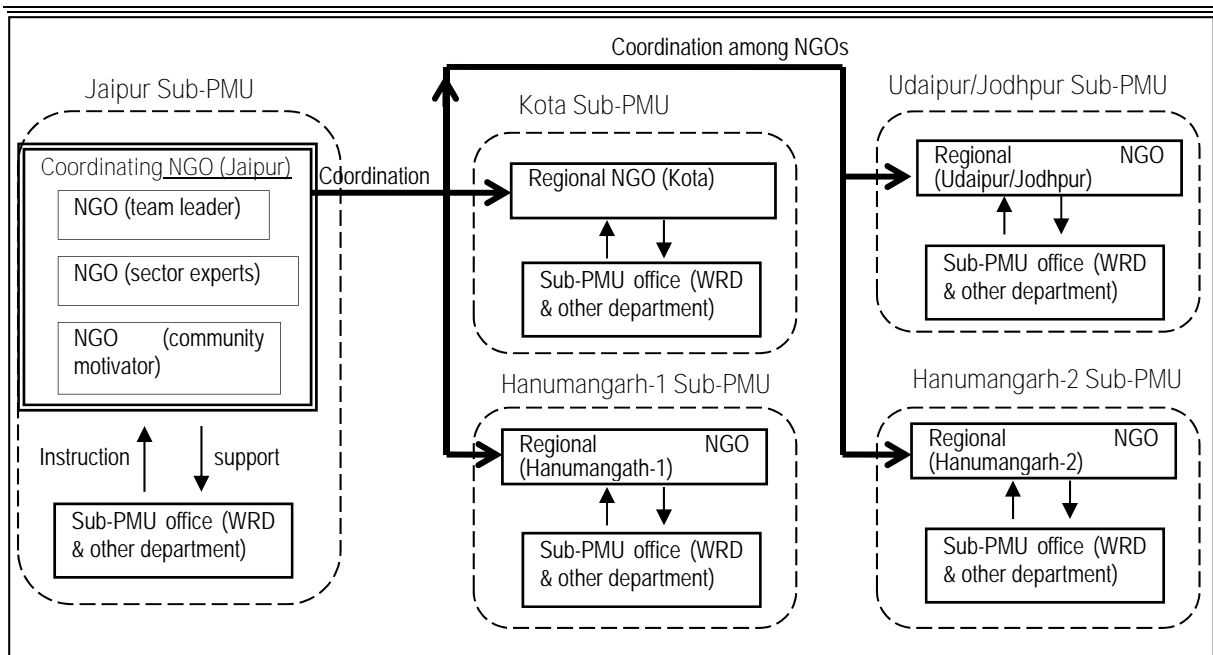 Coordination among NGOs
Jaipur Sub-PMU
Coordinating NGO (Jaipur)
NGO (team leader)
NGO (sector experts)
NGO (community
motivator)
Instruction
support
Sub-PMU office (WRD
& other department)
Coordination
Kota Sub-PMU
Regional NGO (Kota)
Sub-PMU office (WRD
& other department)
Udaipur/Jodhpur Sub-PMU
Regional NGO
(Udaipur/Jodhpur)
Sub-PMU office (WRD
& other department)
Hanumangarh-1 Sub-PMU
Regional NGO
(Hanumangath-1)
Sub-PMU office (WRD
& other department)
Hanumangarh-2 Sub-PMU
Regional NGO
(Hanumangarh-2)
Sub-PMU office (WRD
& other department)